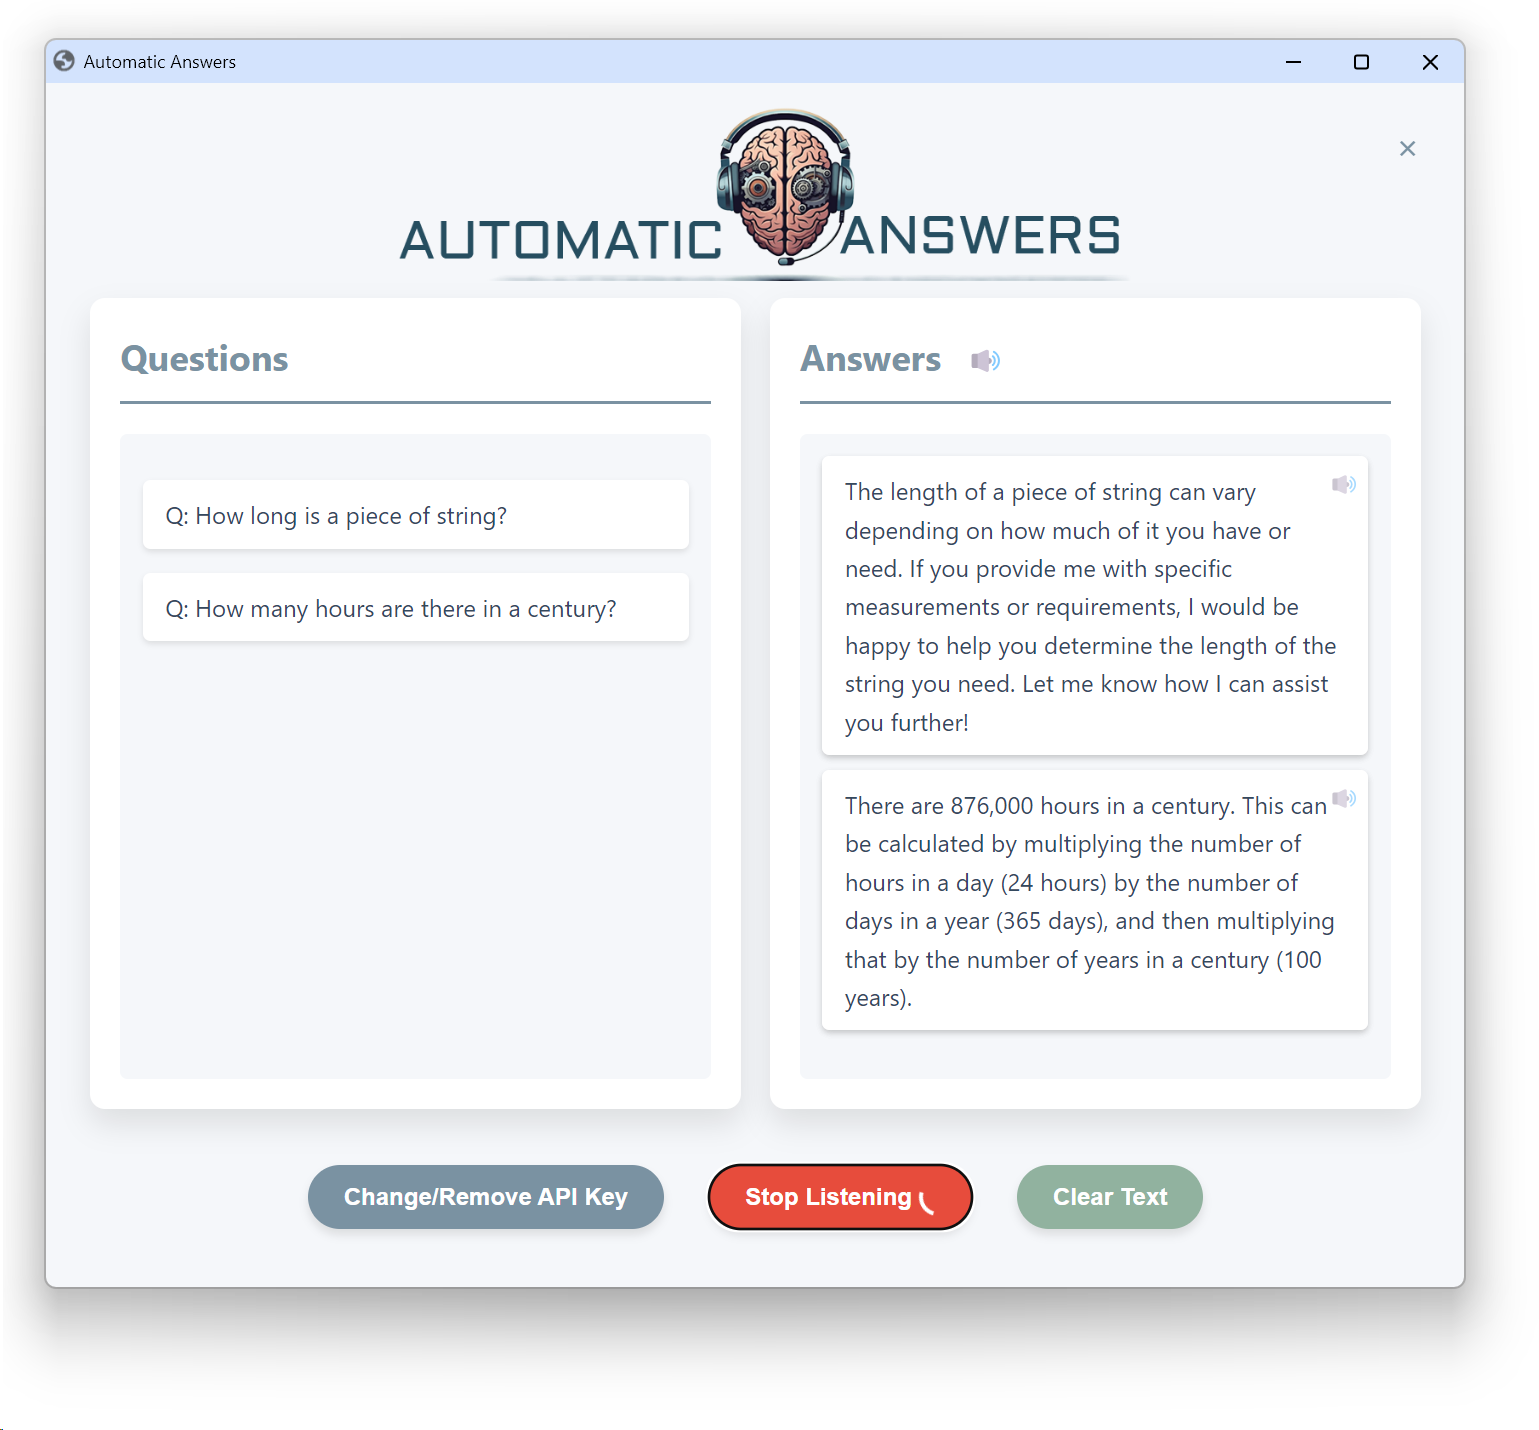 Automatic Answers
AUTOMATIC ANSWERS
Questions
Q: How long is a piece of string?
Q: How many hours are there in a century?
Answers
The length of a piece of string can vary
depending on how much of it you have or
need. If you provide me with specific
measurements or requirements, I would be
happy to help you determine the length of the
string you need. Let me know how I can assist
you further!
There are 876,000 hours in a century. This can
be calculated by multiplying the number of
hours in a day (24 hours) by the number of
days in a year (365 days), and then multiplying
that by the number of years in a century (100
years).
Change/Remove API Key
Stop Listening
Clear Text